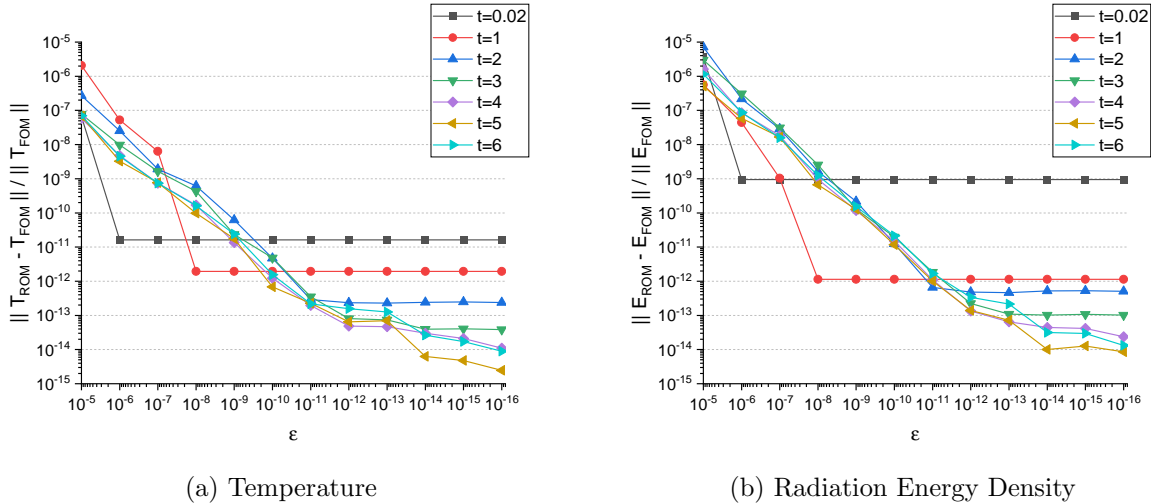 t=0.02
t=1
t=2
t=3
t=4
t=5
t=6
10⁻⁵
10⁻⁶
10⁻⁷
10⁻⁸
10⁻⁹
10⁻¹⁰
10⁻¹¹
10⁻¹²
10⁻¹³
10⁻¹⁴
10⁻¹⁵
|| T_ROM - T_FOM || / || T_FOM ||
10⁻⁵ 10⁻⁶ 10⁻⁷ 10⁻⁸ 10⁻⁹ 10⁻¹⁰ 10⁻¹¹ 10⁻¹² 10⁻¹³ 10⁻¹⁴ 10⁻¹⁵ 10⁻¹⁶
ε
(a) Temperature
t=0.02
t=1
t=2
t=3
t=4
t=5
t=6
10⁻⁵
10⁻⁶
10⁻⁷
10⁻⁸
10⁻⁹
10⁻¹⁰
10⁻¹¹
10⁻¹²
10⁻¹³
10⁻¹⁴
10⁻¹⁵
|| E_ROM - E_FOM || / || E_FOM ||
10⁻⁵ 10⁻⁶ 10⁻⁷ 10⁻⁸ 10⁻⁹ 10⁻¹⁰ 10⁻¹¹ 10⁻¹² 10⁻¹³ 10⁻¹⁴ 10⁻¹⁵ 10⁻¹⁶
ε
(b) Radiation Energy Density